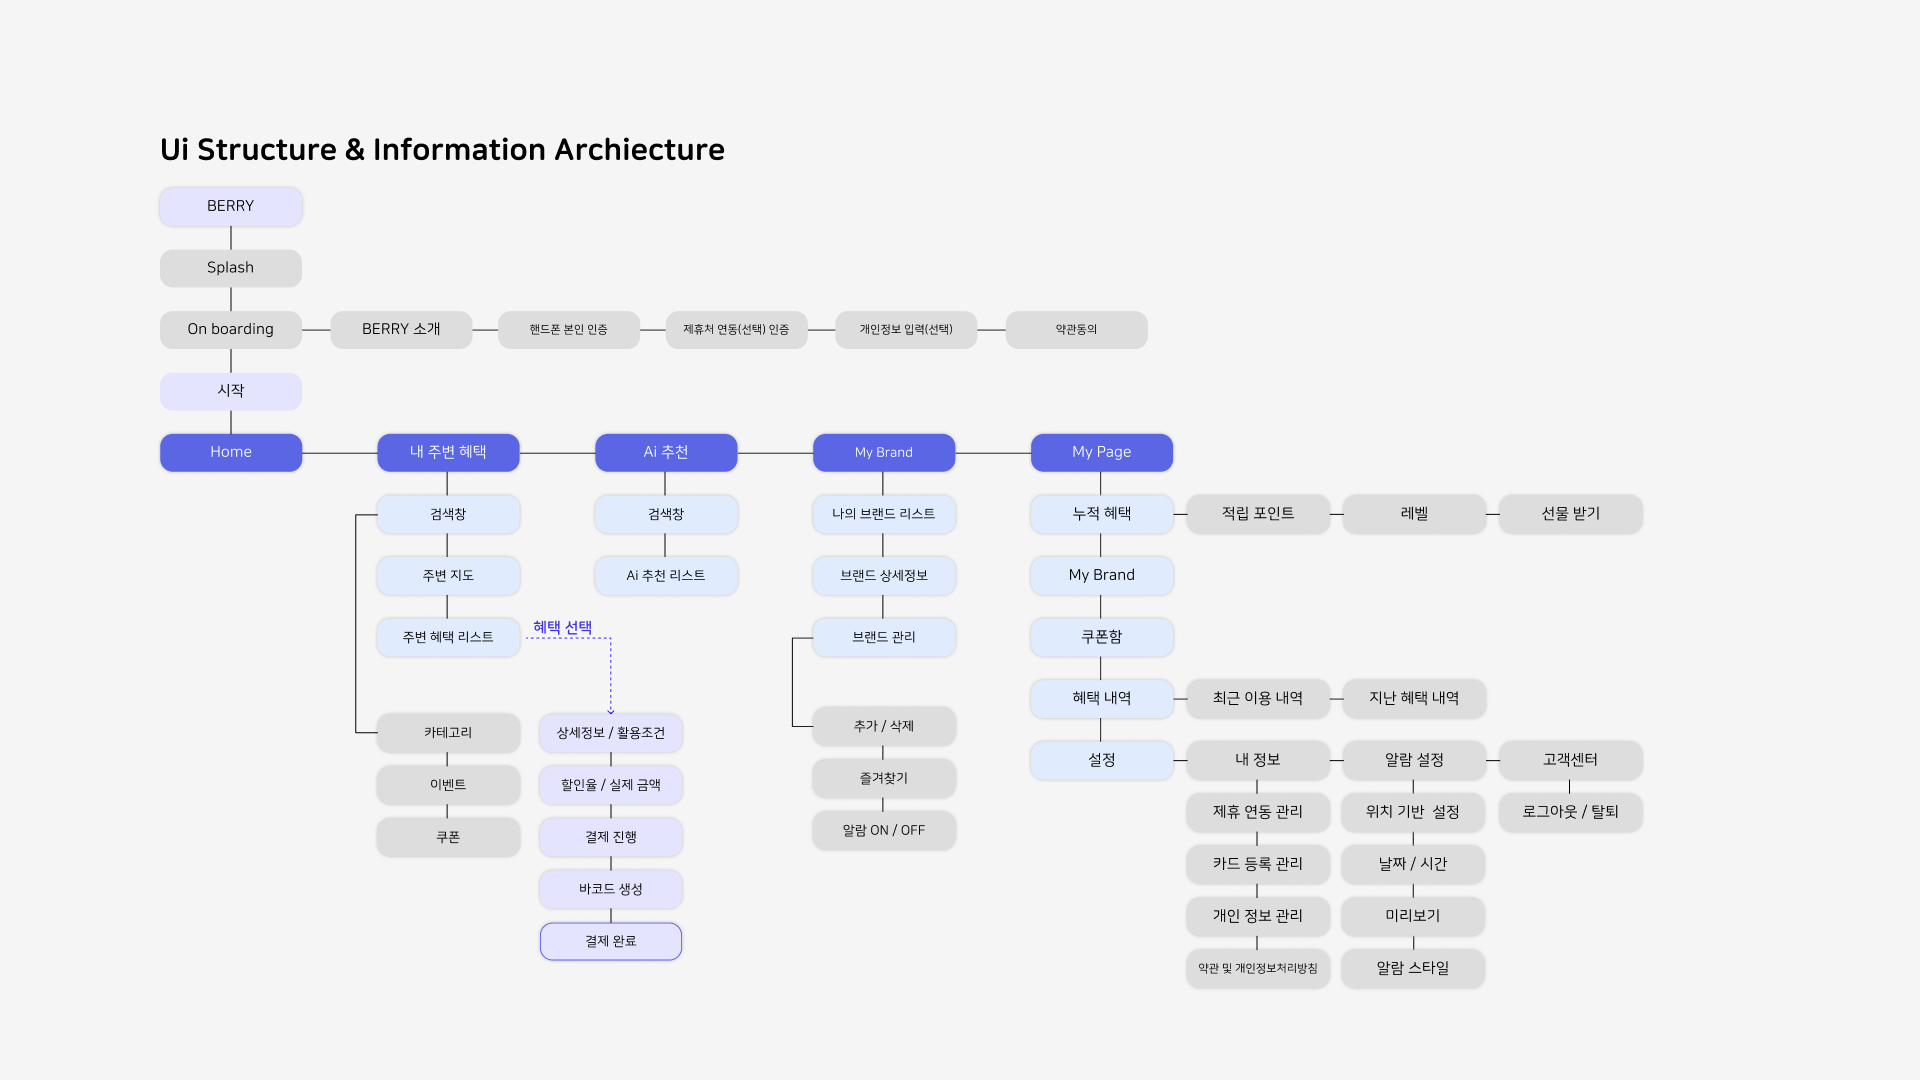 Ui Structure & Information Archiecture
BERRY
Splash
On boarding
BERRY 소개
핸드폰 본인 인증
제휴처 연동(선택) 인증
개인정보 입력(선택)
약관동의
시작
Home
내 주변 혜택
Ai 추천
My Brand
My Page
검색창
주변 지도
주변 혜택 리스트
혜택 선택
카테고리
이벤트
쿠폰
상세정보 / 활용조건
할인율 / 실제 금액
결제 진행
바코드 생성
결제 완료
검색창
Ai 추천 리스트
나의 브랜드 리스트
브랜드 상세정보
브랜드 관리
추가 / 삭제
즐겨찾기
알람 ON / OFF
누적 혜택
적립 포인트
레벨
선물 받기
My Brand
쿠폰함
혜택 내역
최근 이용 내역
지난 혜택 내역
설정
내 정보
알람 설정
고객센터
제휴 연동 관리
위치 기반  설정
로그아웃 / 탈퇴
카드 등록 관리
날짜 / 시간
개인 정보 관리
미리보기
약관 및 개인정보처리방침
알람 스타일